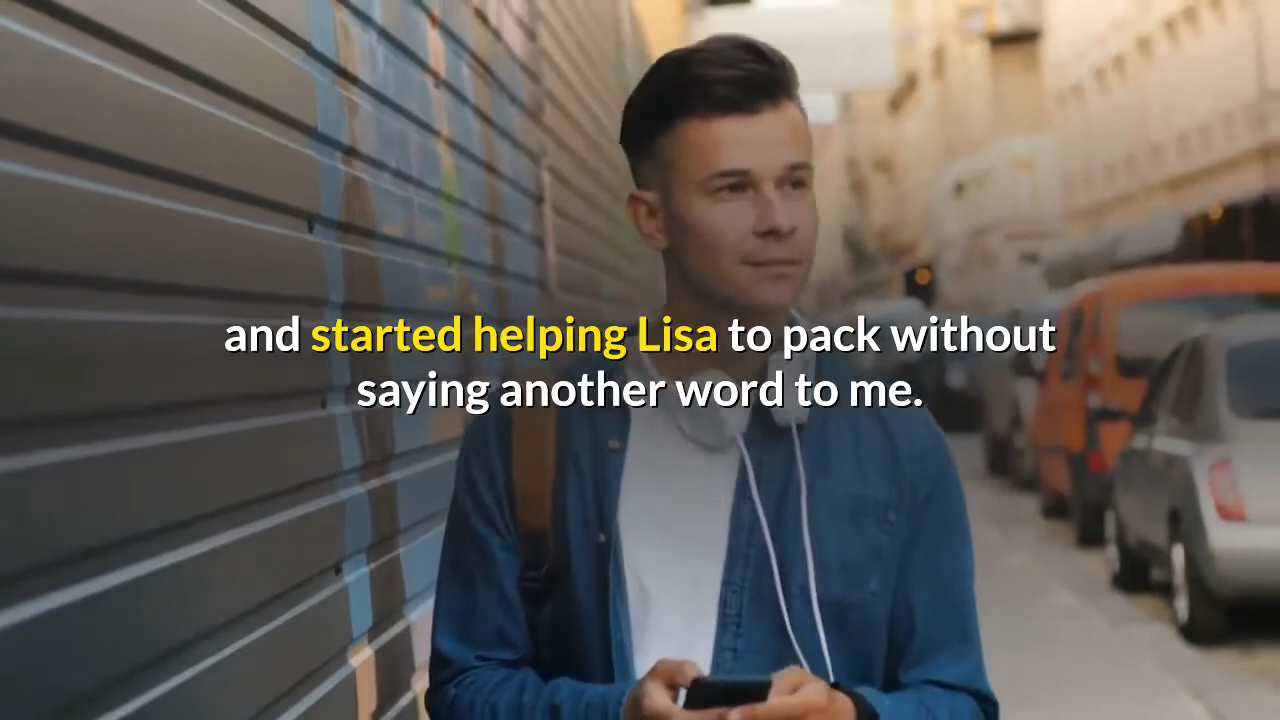 and started helping Lisa to pack without
saying another word to me.